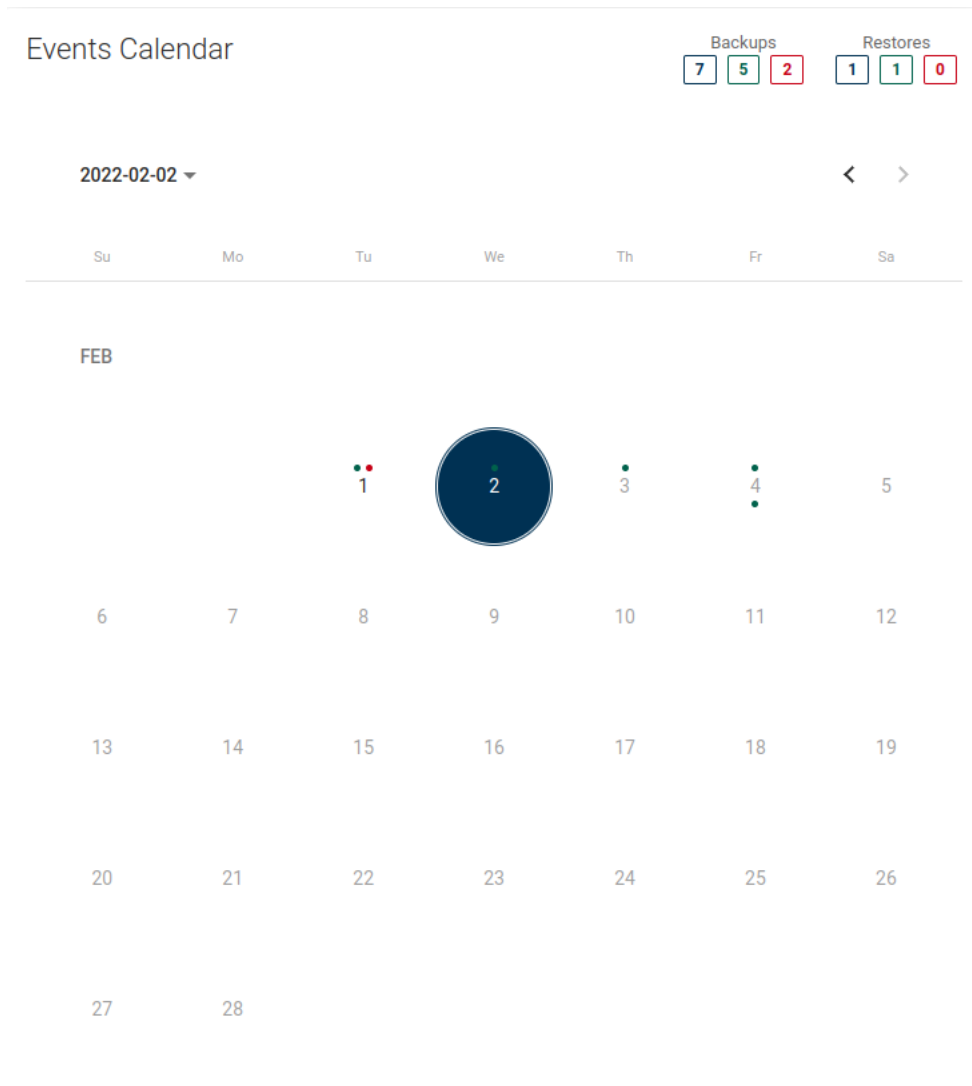 Events Calendar
Backups Restores
7 5 2 1 1 0
2022-02-02
Su Mo Tu We Th Fr Sa
FEB
1 2 3 4 5
6 7 8 9 10 11 12
13 14 15 16 17 18 19
20 21 22 23 24 25 26
27 28